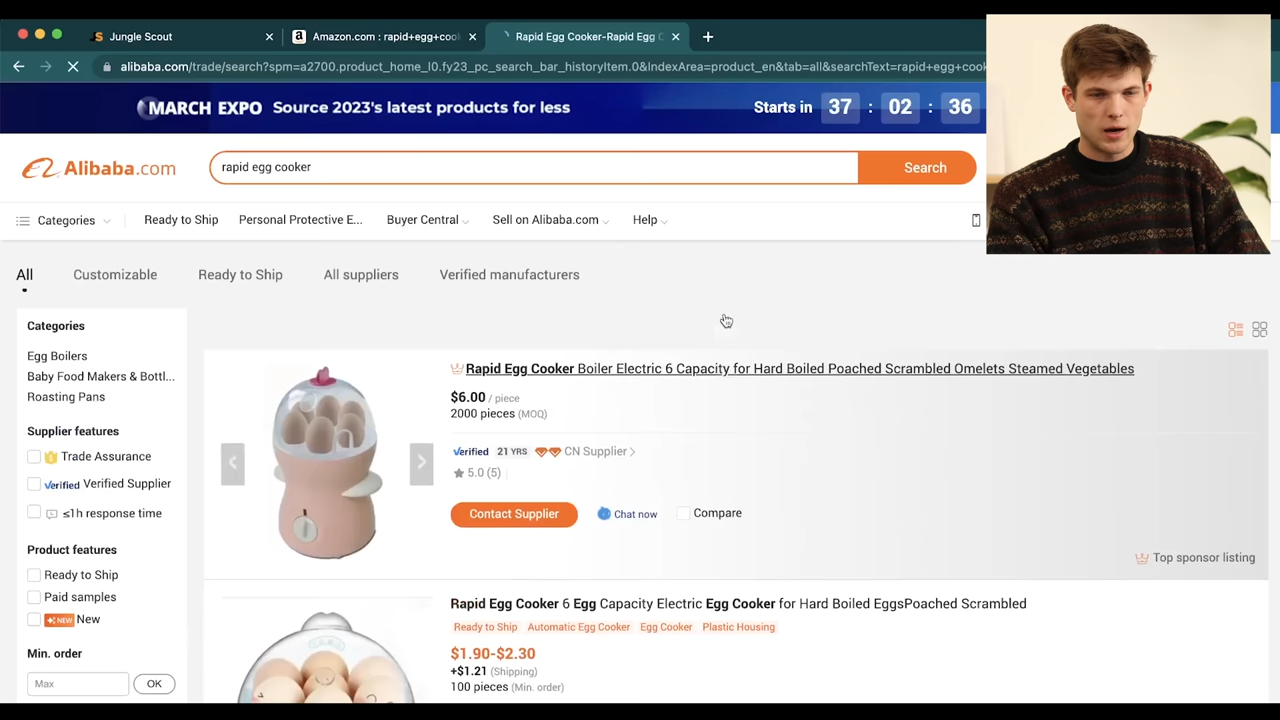 Jungle Scout
Amazon.com : rapid+egg+cook
Rapid Egg Cooker-Rapid Egg C
alibaba.com/trade/search?spm=a2700.product_home_l0.fy23_pc_search_bar_historyItem.0&IndexArea=product_en&tab=all&searchText=rapid+egg+cook
MARCH EXPO Source 2023's latest products for less
Starts in 37 : 02 : 36
Alibaba.com
rapid egg cooker
Search
Categories
Ready to Ship
Personal Protective E...
Buyer Central
Sell on Alibaba.com
Help
All
Customizable
Ready to Ship
All suppliers
Verified manufacturers
Categories
Egg Boilers
Baby Food Makers & Bottl...
Roasting Pans
Supplier features
Trade Assurance
Verified Verified Supplier
≤1h response time
Product features
Ready to Ship
Paid samples
NEW New
Min. order
Max
OK
Rapid Egg Cooker Boiler Electric 6 Capacity for Hard Boiled Poached Scrambled Omelets Steamed Vegetables
$6.00 / piece
2000 pieces (MOQ)
Verified 21 YRS CN Supplier >
5.0 (5)
Contact Supplier
Chat now
Compare
Top sponsor listing
Rapid Egg Cooker 6 Egg Capacity Electric Egg Cooker for Hard Boiled EggsPoached Scrambled
Ready to Ship Automatic Egg Cooker Egg Cooker Plastic Housing
$1.90-$2.30
+$1.21 (Shipping)
100 pieces (Min. order)